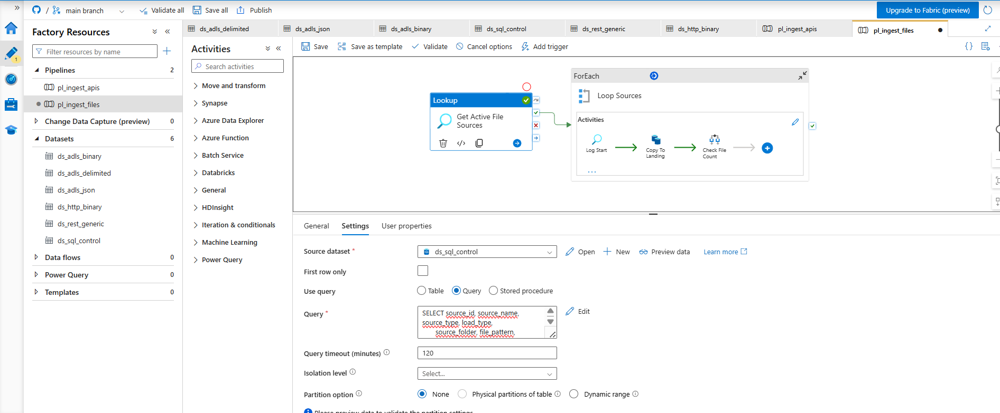 / main branch
Validate all
Save all
Publish
Upgrade to Fabric (preview)
1
Factory Resources
Filter resources by name
Pipelines 2
pl_ingest_apis
pl_ingest_files
Change Data Capture (preview) 0
Datasets 6
ds_adls_binary
ds_adls_delimited
ds_adls_json
ds_http_binary
ds_rest_generic
ds_sql_control
Data flows 0
Power Query 0
Templates 0
ds_adls_delimited
ds_adls_json
ds_adls_binary
ds_sql_control
ds_rest_generic
ds_http_binary
pl_ingest_apis
pl_ingest_files
Activities
Search activities
Move and transform
Synapse
Azure Data Explorer
Azure Function
Batch Service
Databricks
General
HDInsight
Iteration & conditionals
Machine Learning
Power Query
Save
Save as template
Validate
Cancel options
Add trigger
{}
Lookup
Get Active File
Sources
</>
ForEach
Loop Sources
Activities
Log Start
Copy To
Landing
Check File
Count
...
General
Settings
User properties
Source dataset *
ds_sql_control
Open
New
Preview data
Learn more
First row only
Use query
Table
Query
Stored procedure
Query *
SELECT source_id, source_name,
source_type, load_type,
source_folder, file_pattern,
Edit
Query timeout (minutes)
120
Isolation level
Select...
Partition option
None
Physical partitions of table
Dynamic range
Please preview data to validate the partition settings